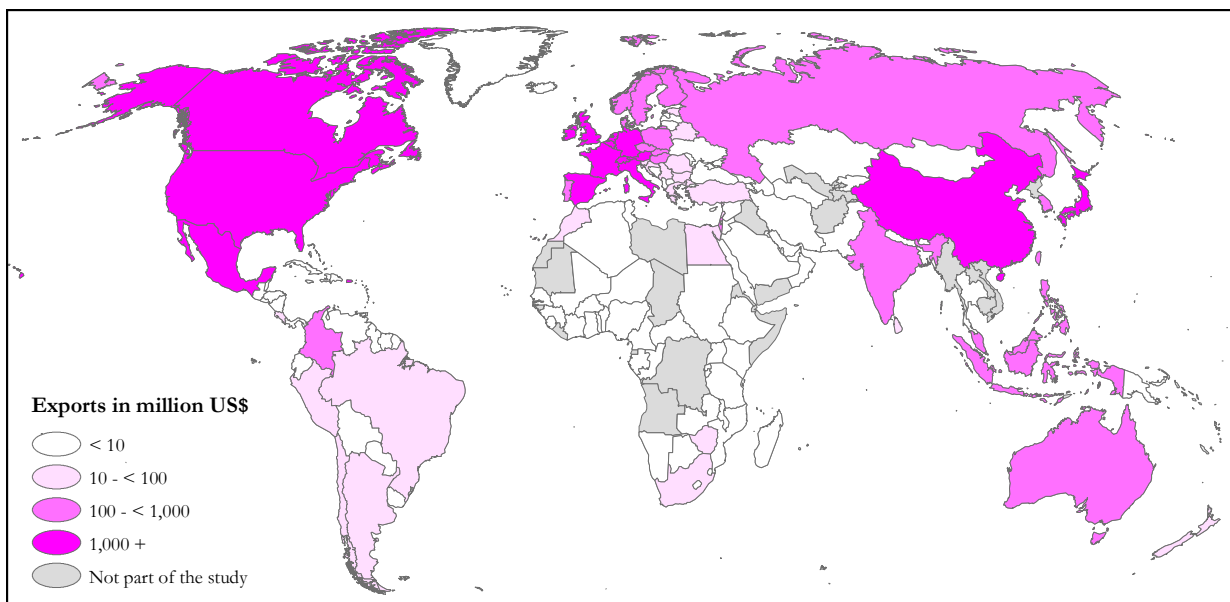 Exports in million US$
< 10
10 - < 100
100 - < 1,000
1,000 +
Not part of the study